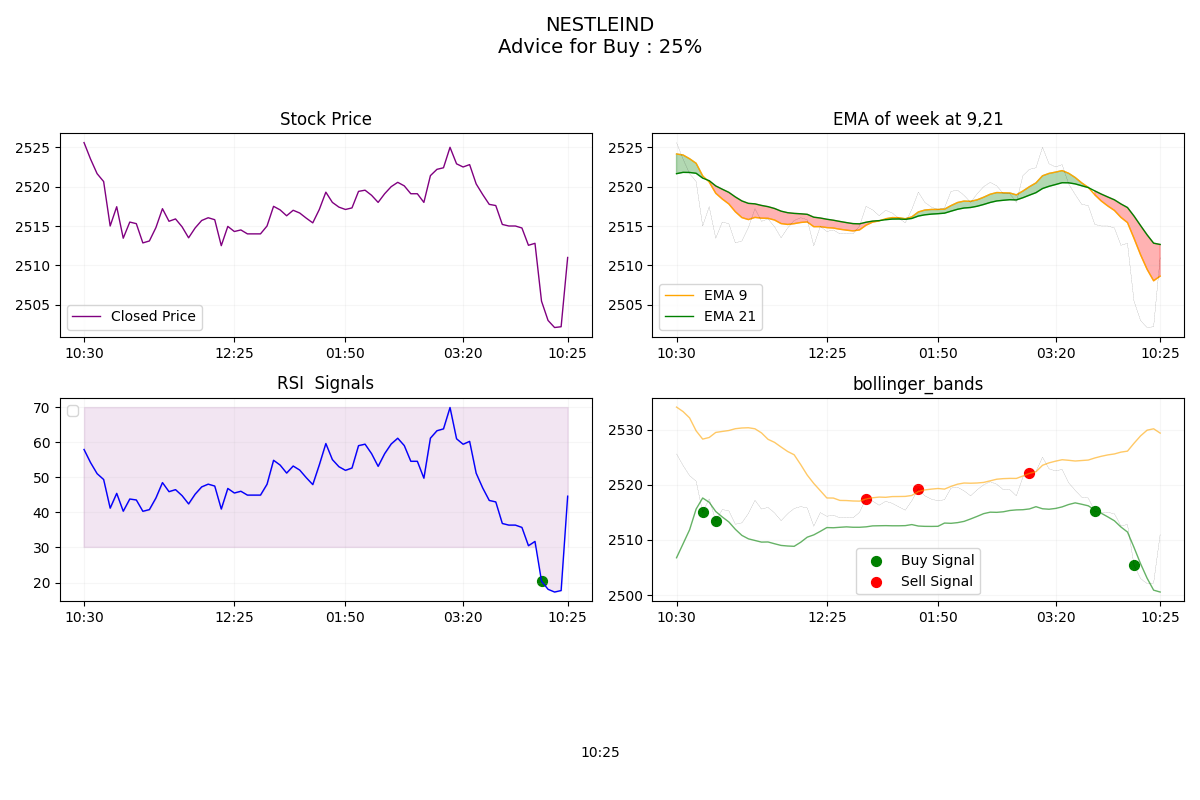 NESTLEIND
Advice for Buy : 25%
Stock Price
2525
2520
2515
2510
2505
Closed Price
10:30 12:25 01:50 03:20 10:25
EMA of week at 9,21
2525
2520
2515
2510
2505
EMA 9
EMA 21
10:30 12:25 01:50 03:20 10:25
RSI  Signals
70
60
50
40
30
20
10:30 12:25 01:50 03:20 10:25
bollinger_bands
2530
2520
2510
2500
Buy Signal
Sell Signal
10:30 12:25 01:50 03:20 10:25
10:25